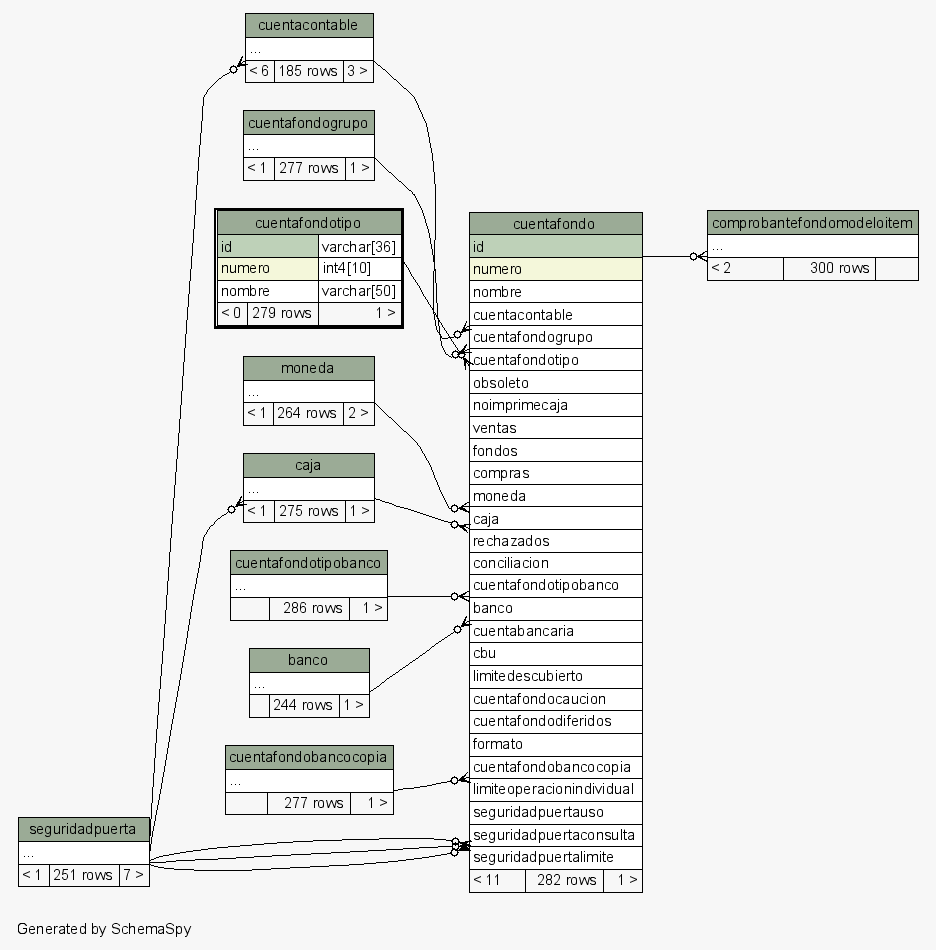 cuentacontable
...
< 6 185 rows 3 >
cuentafondogrupo
...
< 1 277 rows 1 >
cuentafondotipo
id varchar[36]
numero int4[10]
nombre varchar[50]
< 0 279 rows 1 >
moneda
...
< 1 264 rows 2 >
caja
...
< 1 275 rows 1 >
cuentafondotipobanco
...
286 rows 1 >
banco
...
244 rows 1 >
cuentafondobancocopia
...
277 rows 1 >
seguridadpuerta
...
< 1 251 rows 7 >
cuentafondo
id
numero
nombre
cuentacontable
cuentafondogrupo
cuentafondotipo
obsoleto
noimprimecaja
ventas
fondos
compras
moneda
caja
rechazados
conciliacion
cuentafondotipobanco
banco
cuentabancaria
cbu
limitedescubierto
cuentafondocaucion
cuentafondodiferidos
formato
cuentafondobancocopia
limiteoperacionindividual
seguridadpuertauso
seguridadpuertaconsulta
seguridadpuertalimite
< 11 282 rows 1 >
comprobantefondomodeloitem
...
< 2 300 rows
Generated by SchemaSpy